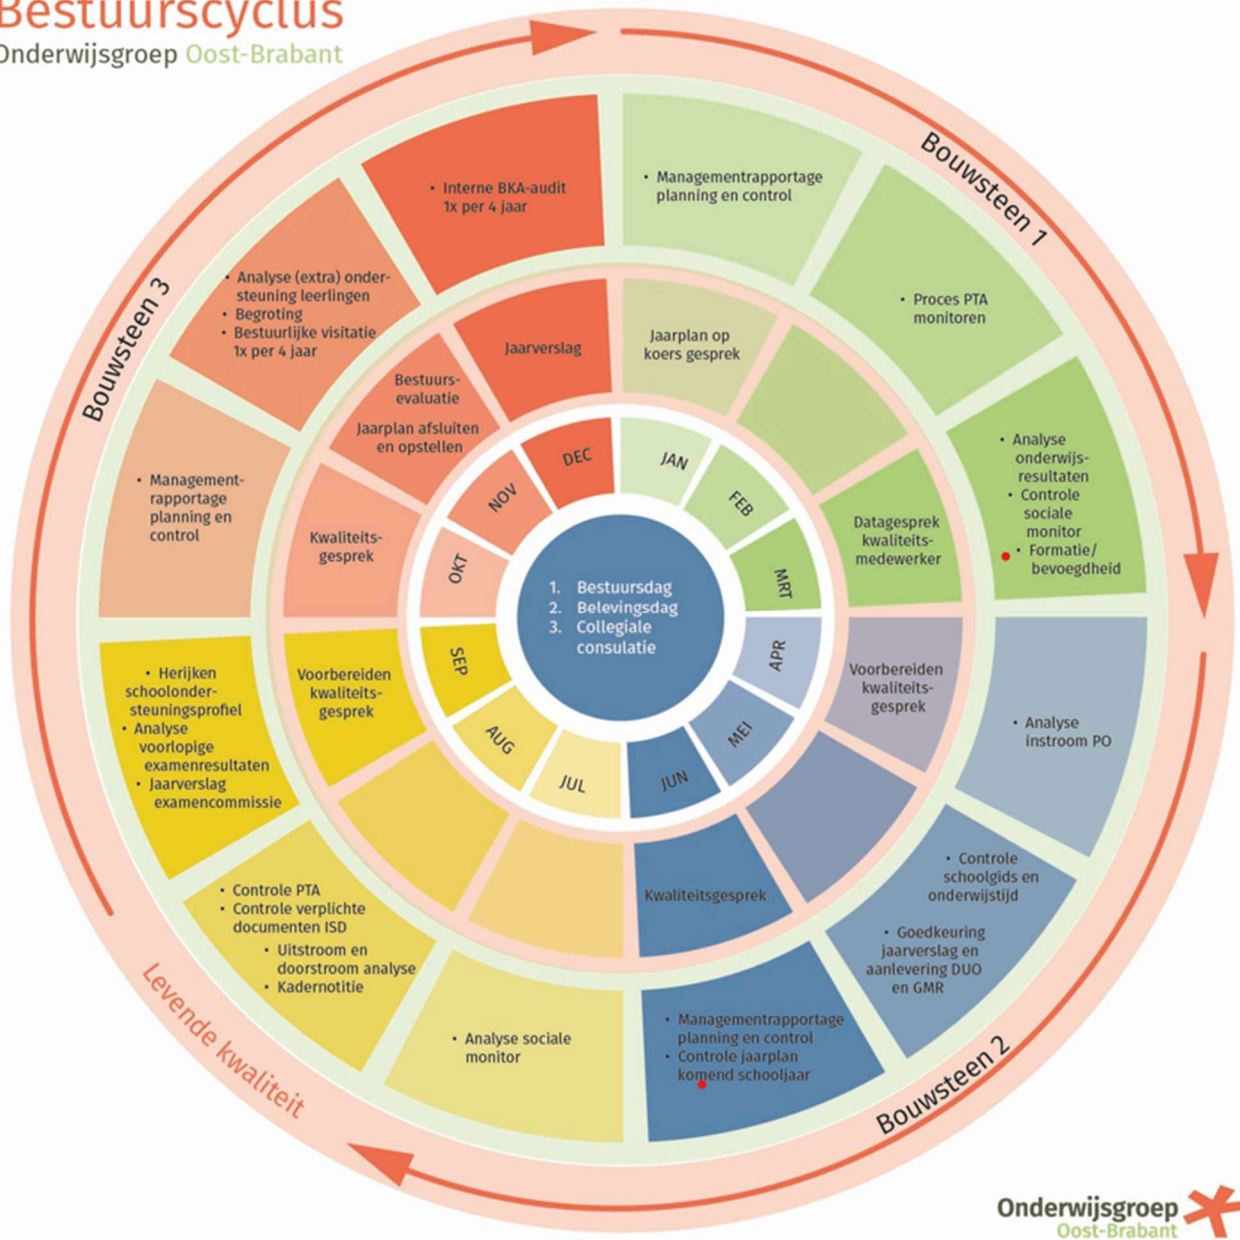 Bestuurscyclus
Onderwijsgroep Oost-Brabant
Bouwsteen 1
Bouwsteen 2
Levende kwaliteit
Bouwsteen 3
• Managementrapportage
planning en control
• Proces PTA
monitoren
• Analyse
onderwijs-
resultaten
• Controle
sociale
monitor
• Formatie/
bevoegdheid
• Analyse
instroom PO
• Controle
schoolgids en
onderwijstijd
• Goedkeuring
jaarverslag en
aanlevering DUO
en GMR
• Managementrapportage
planning en control
• Controle jaarplan
komend schooljaar
• Analyse sociale
monitor
• Controle PTA
• Controle verplichte
documenten ISD
• Uitstroom en
doorstroom analyse
• Kadernotitie
• Herijken
schoolonder-
steuningsprofiel
• Analyse
voorlopige
examenresultaten
• Jaarverslag
examencommissie
• Management-
rapportage
planning en
control
• Analyse (extra) onder-
steuning leerlingen
• Begroting
• Bestuurlijke visitatie
1x per 4 jaar
• Interne BKA-audit
1x per 4 jaar
Jaarplan op
koers gesprek
Datagesprek
kwaliteits-
medewerker
Voorbereiden
kwaliteits-
gesprek
Kwaliteitsgesprek
Voorbereiden
kwaliteits-
gesprek
Kwaliteits-
gesprek
Bestuurs-
evaluatie
Jaarplan afsluiten
en opstellen
Jaarverslag
JAN
FEB
MRT
APR
MEI
JUN
JUL
AUG
SEP
OKT
NOV
DEC
1. Bestuursdag
2. Belevingsdag
3. Collegiale
consulatie
Onderwijsgroep
Oost-Brabant